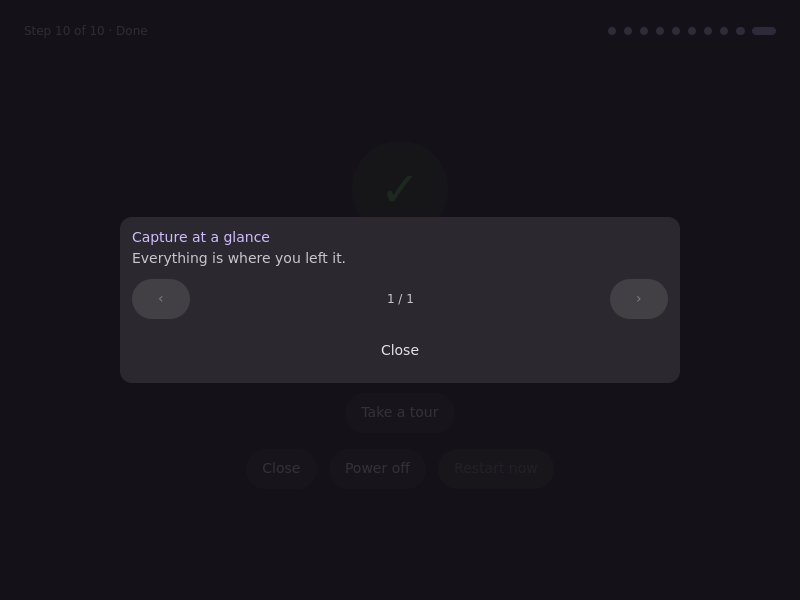 Step 10 of 10 · Done
✓
Capture at a glance
Everything is where you left it.
‹ 1 / 1 ›
Close
Take a tour
Close Power off Restart now